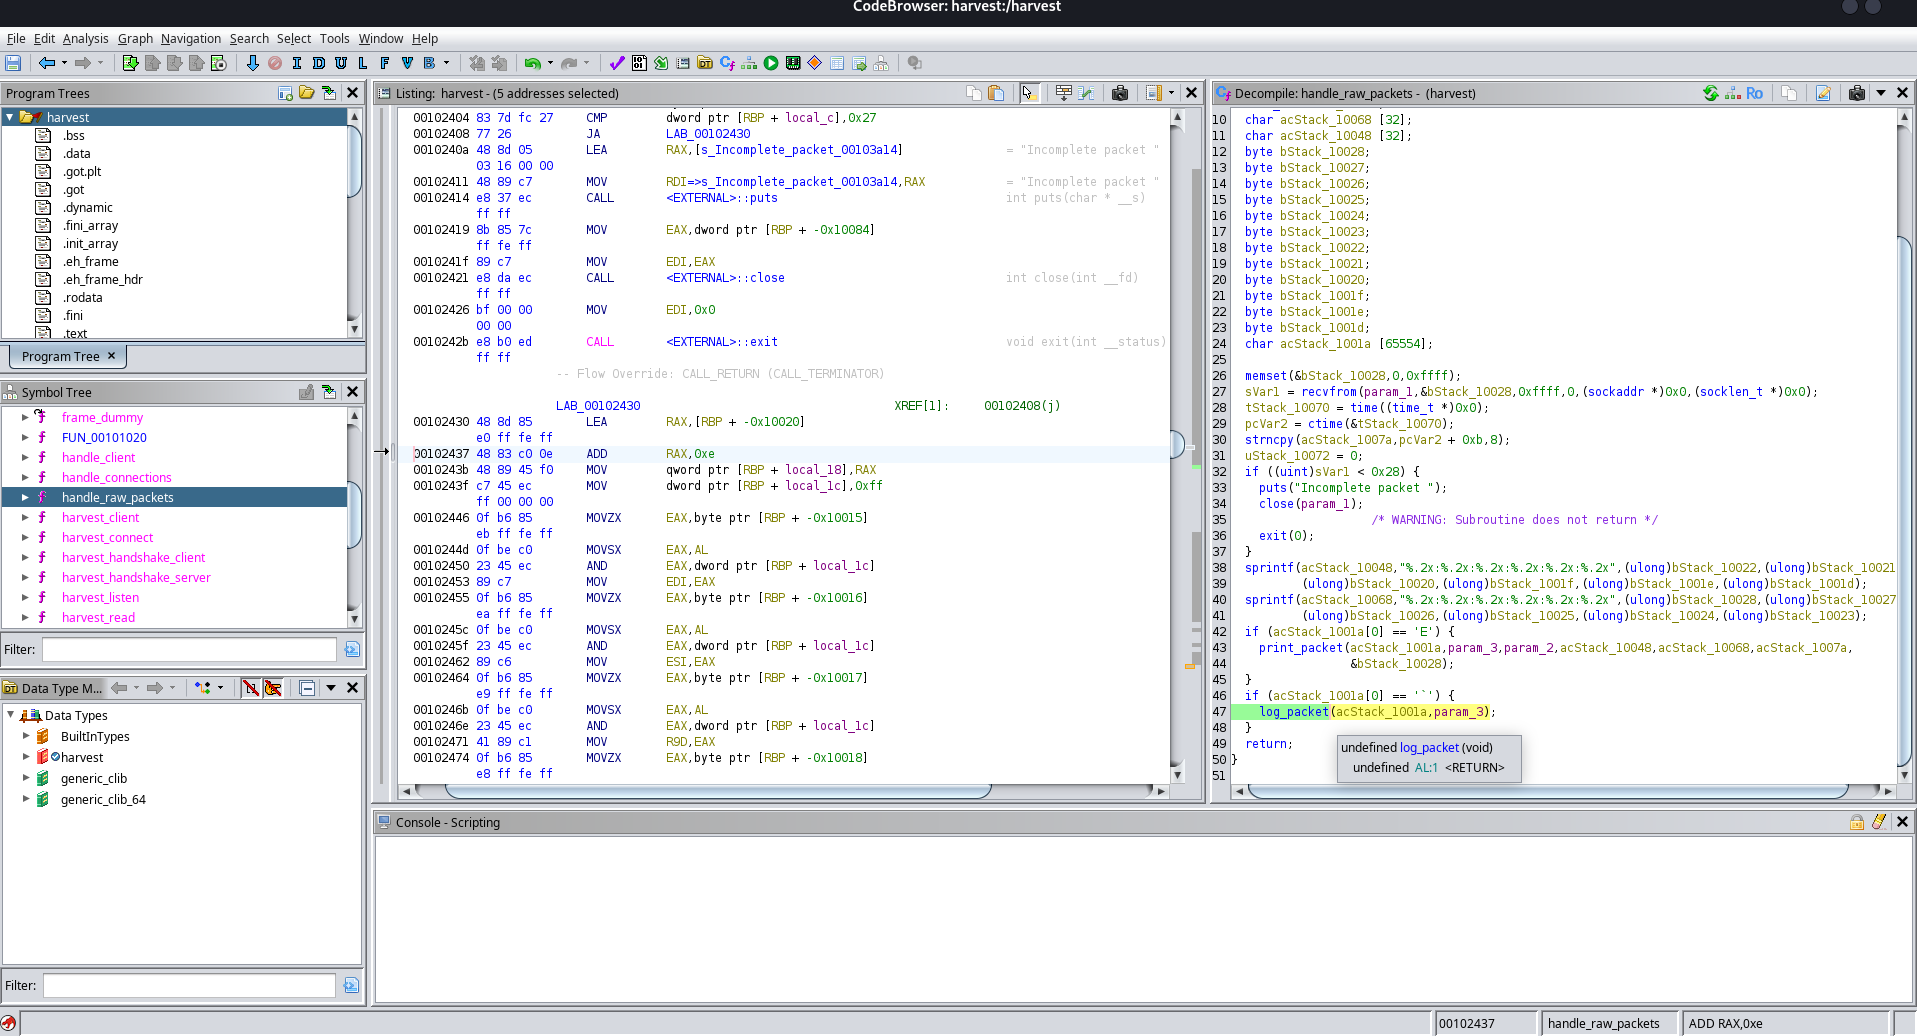 CodeBrowser: harvest:/harvest
File Edit Analysis Graph Navigation Search Select Tools Window Help
I D U L F V B
Program Trees
harvest
.bss
.data
.got.plt
.got
.dynamic
.fini_array
.init_array
.eh_frame
.eh_frame_hdr
.rodata
.fini
.text
Program Tree ×
Symbol Tree
frame_dummy
FUN_00101020
handle_client
handle_connections
handle_raw_packets
harvest_client
harvest_connect
harvest_handshake_client
harvest_handshake_server
harvest_listen
harvest_read
Filter:
Data Type M...
Data Types
BuiltInTypes
harvest
generic_clib
generic_clib_64
Filter:
Listing: harvest - (5 addresses selected)
00102404 83 7d fc 27 CMP dword ptr [RBP + local_c],0x27
00102408 77 26 JA LAB_00102430
0010240a 48 8d 05 LEA RAX,[s_Incomplete_packet_00103a14] = "Incomplete packet "
03 16 00 00
00102411 48 89 c7 MOV RDI=>s_Incomplete_packet_00103a14,RAX = "Incomplete packet "
00102414 e8 37 ec CALL <EXTERNAL>::puts int puts(char * __s)
ff ff
00102419 8b 85 7c MOV EAX,dword ptr [RBP + -0x10084]
ff fe ff
0010241f 89 c7 MOV EDI,EAX
00102421 e8 da ec CALL <EXTERNAL>::close int close(int __fd)
ff ff
00102426 bf 00 00 MOV EDI,0x0
00 00
0010242b e8 b0 ed CALL <EXTERNAL>::exit void exit(int __status)
ff ff
-- Flow Override: CALL_RETURN (CALL_TERMINATOR)
LAB_00102430 XREF[1]: 00102408(j)
00102430 48 8d 85 LEA RAX,[RBP + -0x10020]
e0 ff fe ff
00102437 48 83 c0 0e ADD RAX,0xe
0010243b 48 89 45 f0 MOV qword ptr [RBP + local_18],RAX
0010243f c7 45 ec MOV dword ptr [RBP + local_1c],0xff
ff 00 00 00
00102446 0f b6 85 MOVZX EAX,byte ptr [RBP + -0x10015]
eb ff fe ff
0010244d 0f be c0 MOVSX EAX,AL
00102450 23 45 ec AND EAX,dword ptr [RBP + local_1c]
00102453 89 c7 MOV EDI,EAX
00102455 0f b6 85 MOVZX EAX,byte ptr [RBP + -0x10016]
ea ff fe ff
0010245c 0f be c0 MOVSX EAX,AL
0010245f 23 45 ec AND EAX,dword ptr [RBP + local_1c]
00102462 89 c6 MOV ESI,EAX
00102464 0f b6 85 MOVZX EAX,byte ptr [RBP + -0x10017]
e9 ff fe ff
0010246b 0f be c0 MOVSX EAX,AL
0010246e 23 45 ec AND EAX,dword ptr [RBP + local_1c]
00102471 41 89 c1 MOV R9D,EAX
00102474 0f b6 85 MOVZX EAX,byte ptr [RBP + -0x10018]
e8 ff fe ff
Decompile: handle_raw_packets - (harvest)
10 char acStack_10068 [32];
11 char acStack_10048 [32];
12 byte bStack_10028;
13 byte bStack_10027;
14 byte bStack_10026;
15 byte bStack_10025;
16 byte bStack_10024;
17 byte bStack_10023;
18 byte bStack_10022;
19 byte bStack_10021;
20 byte bStack_10020;
21 byte bStack_1001f;
22 byte bStack_1001e;
23 byte bStack_1001d;
24 char acStack_1001a [65554];
25
26 memset(&bStack_10028,0,0xffff);
27 sVar1 = recvfrom(param_1,&bStack_10028,0xffff,0,(sockaddr *)0x0,(socklen_t *)0x0);
28 tStack_10070 = time((time_t *)0x0);
29 pcVar2 = ctime(&tStack_10070);
30 strncpy(acStack_1007a,pcVar2 + 0xb,8);
31 uStack_10072 = 0;
32 if ((uint)sVar1 < 0x28) {
33 puts("Incomplete packet ");
34 close(param_1);
35 /* WARNING: Subroutine does not return */
36 exit(0);
37 }
38 sprintf(acStack_10048,"%.2x:%.2x:%.2x:%.2x:%.2x:%.2x",(ulong)bStack_10022,(ulong)bStack_10021
39 (ulong)bStack_10020,(ulong)bStack_1001f,(ulong)bStack_1001e,(ulong)bStack_1001d);
40 sprintf(acStack_10068,"%.2x:%.2x:%.2x:%.2x:%.2x:%.2x",(ulong)bStack_10028,(ulong)bStack_10027
41 (ulong)bStack_10026,(ulong)bStack_10025,(ulong)bStack_10024,(ulong)bStack_10023);
42 if (acStack_1001a[0] == 'E') {
43 print_packet(acStack_1001a,param_3,param_2,acStack_10048,acStack_10068,acStack_1007a,
44 &bStack_10028);
45 }
46 if (acStack_1001a[0] == '`') {
47 log_packet(acStack_1001a,param_3);
48 }
49 return;
50 }
51
undefined log_packet (void)
undefined AL:1 <RETURN>
Console - Scripting
00102437 handle_raw_packets ADD RAX,0xe